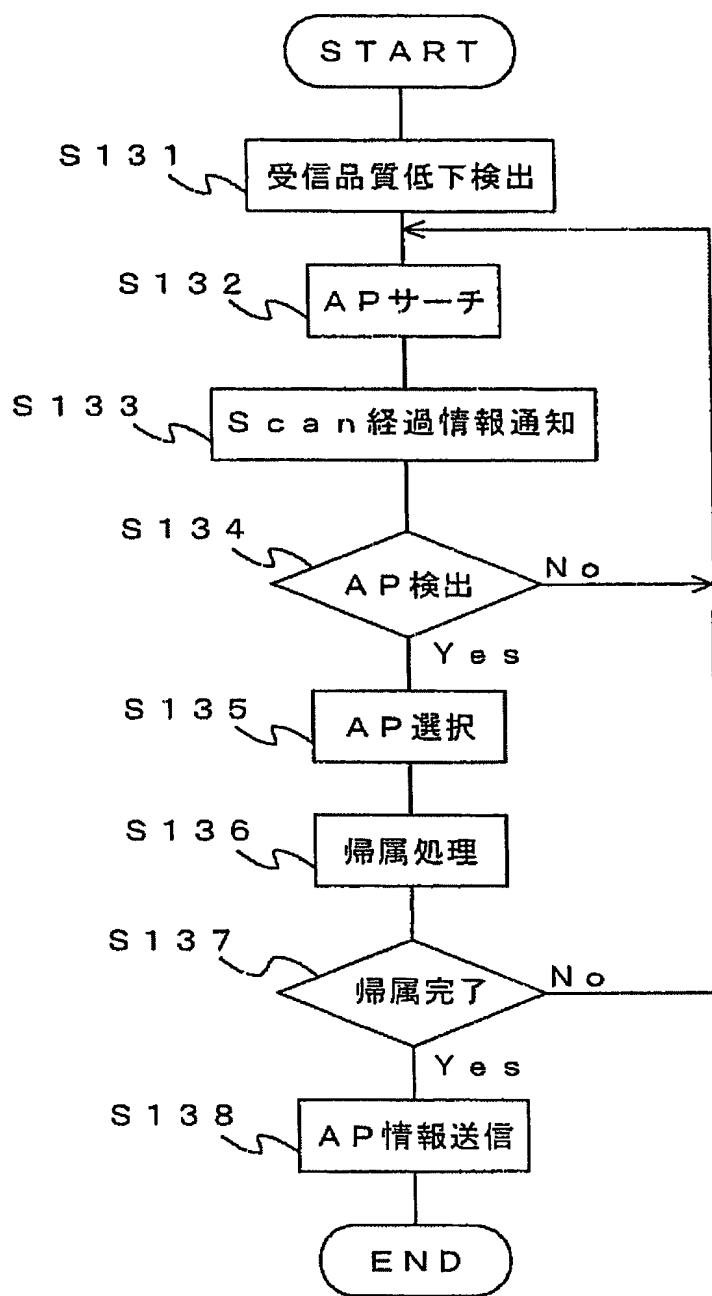 START
S131
受信品質低下検出
S132
APサーチ
S133
Scan経過情報通知
S134
AP検出
No
Yes
S135
AP選択
S136
帰属処理
S137
帰属完了
No
Yes
S138
AP情報送信
END